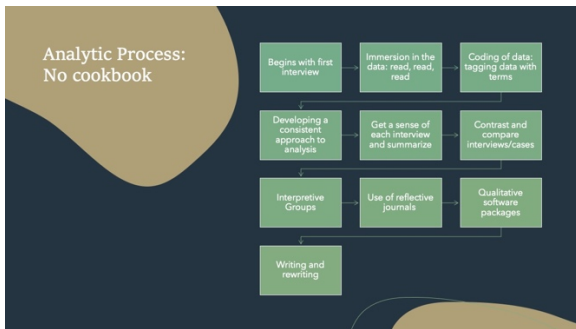 Analytic Process:
No cookbook
Begins with first
interview
Immersion in the
data: read, read,
read
Coding of data:
tagging data with
terms
Developing a
consistent
approach to
analysis
Get a sense of
each interview
and summarize
Contrast and
compare
interviews/cases
Interpretive
Groups
Use of reflective
journals
Qualitative
software
packages
Writing and
rewriting